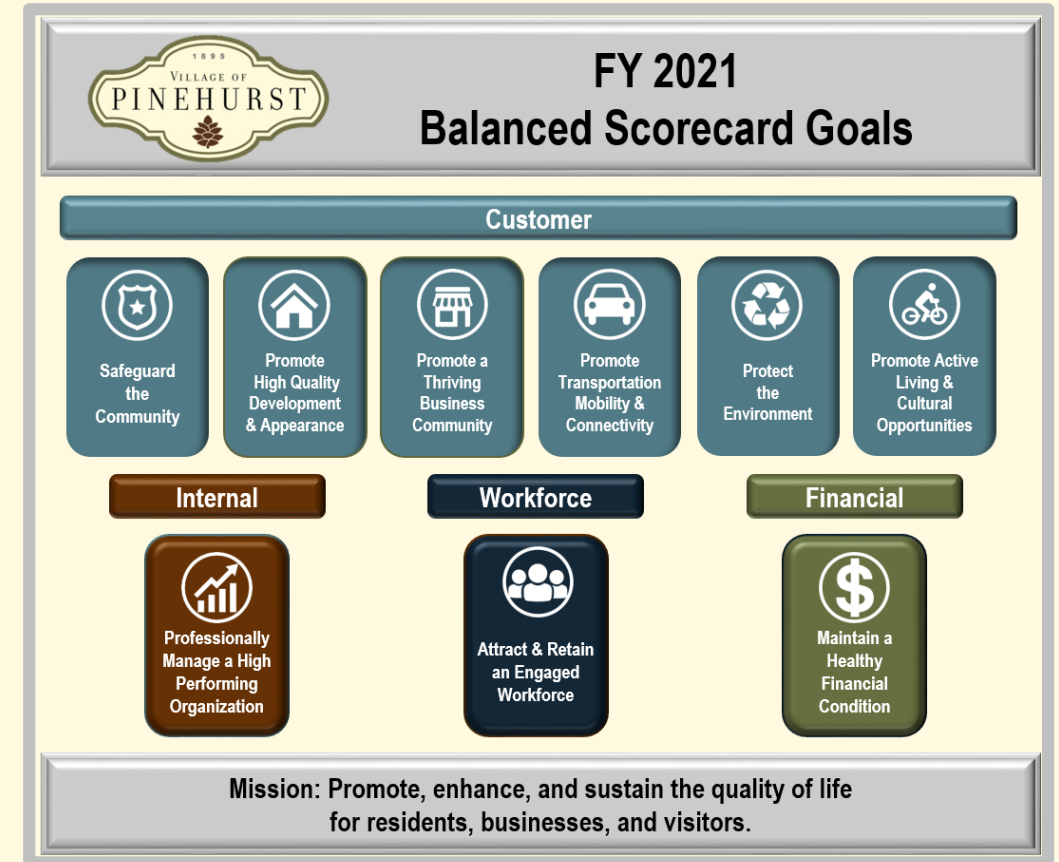 1895
VILLAGE OF
PINEHURST
FY 2021
Balanced Scorecard Goals
Customer
Safeguard
the
Community
Promote
High Quality
Development
& Appearance
Promote a
Thriving
Business
Community
Promote
Transportation
Mobility &
Connectivity
Protect
the
Environment
Promote Active
Living &
Cultural
Opportunities
Internal
Workforce
Financial
Professionally
Manage a High
Performing
Organization
Attract & Retain
an Engaged
Workforce
$
Maintain a
Healthy
Financial
Condition
Mission: Promote, enhance, and sustain the quality of life
for residents, businesses, and visitors.